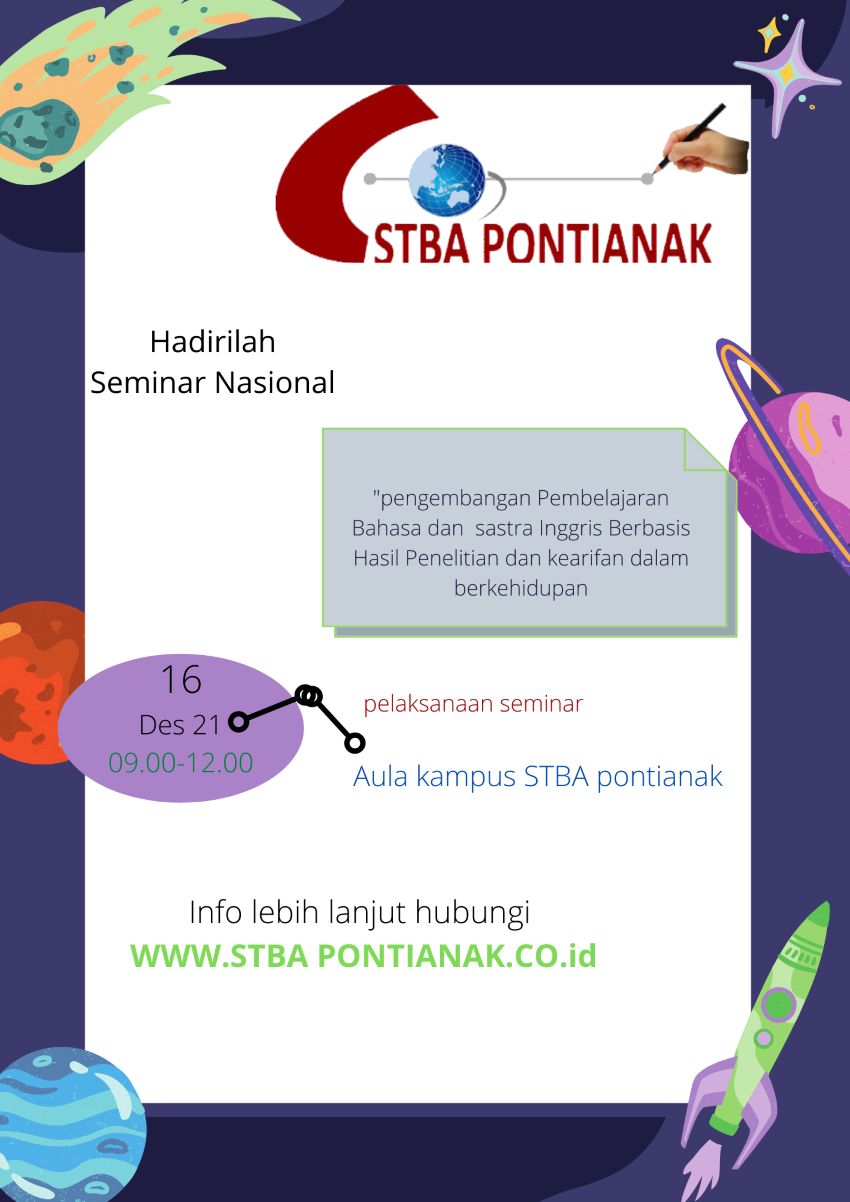 STBA PONTIANAK
Hadirilah
Seminar Nasional
"pengembangan Pembelajaran
Bahasa dan sastra Inggris Berbasis
Hasil Penelitian dan kearifan dalam
berkehidupan
16
Des 21
09.00-12.00
pelaksanaan seminar
Aula kampus STBA pontianak
Info lebih lanjut hubungi
WWW.STBA PONTIANAK.CO.id